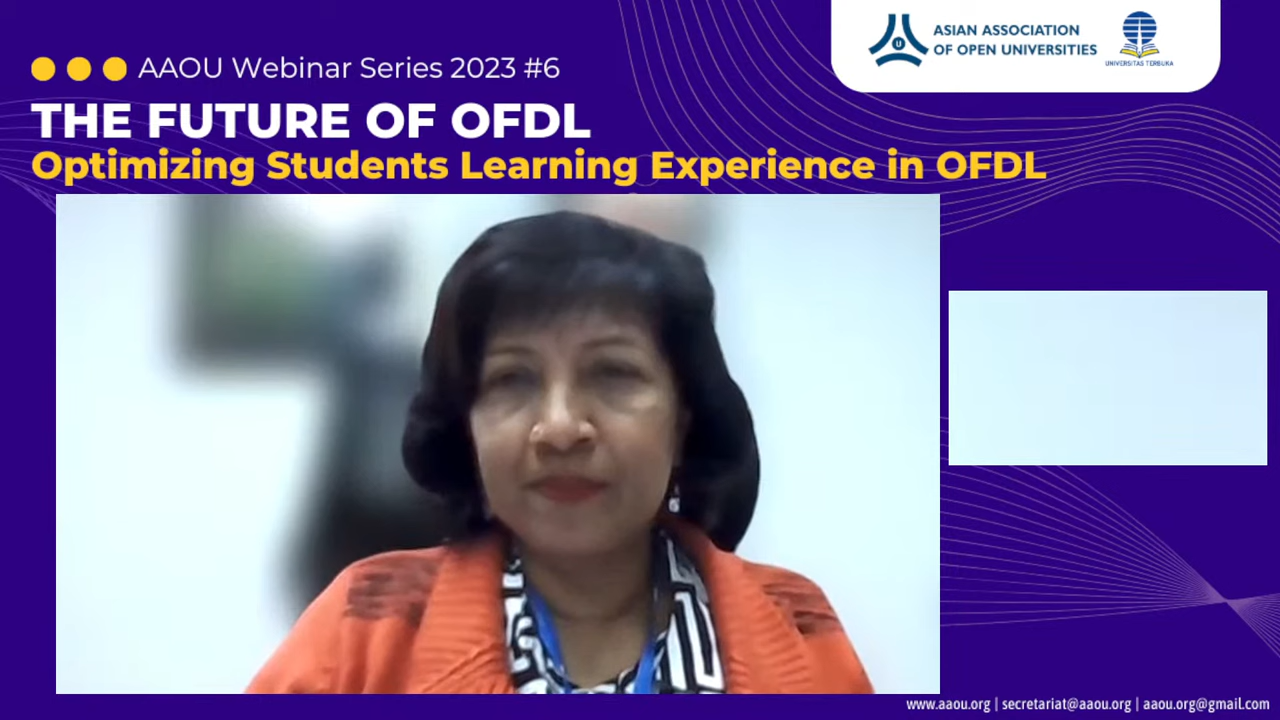 ASIAN ASSOCIATION
OF OPEN UNIVERSITIES
U
UNIVERSITAS TERBUKA
AAOU Webinar Series 2023 #6
THE FUTURE OF OFDL
Optimizing Students Learning Experience in OFDL
www.aaou.org | secretariat@aaou.org | aaou.org@gmail.com